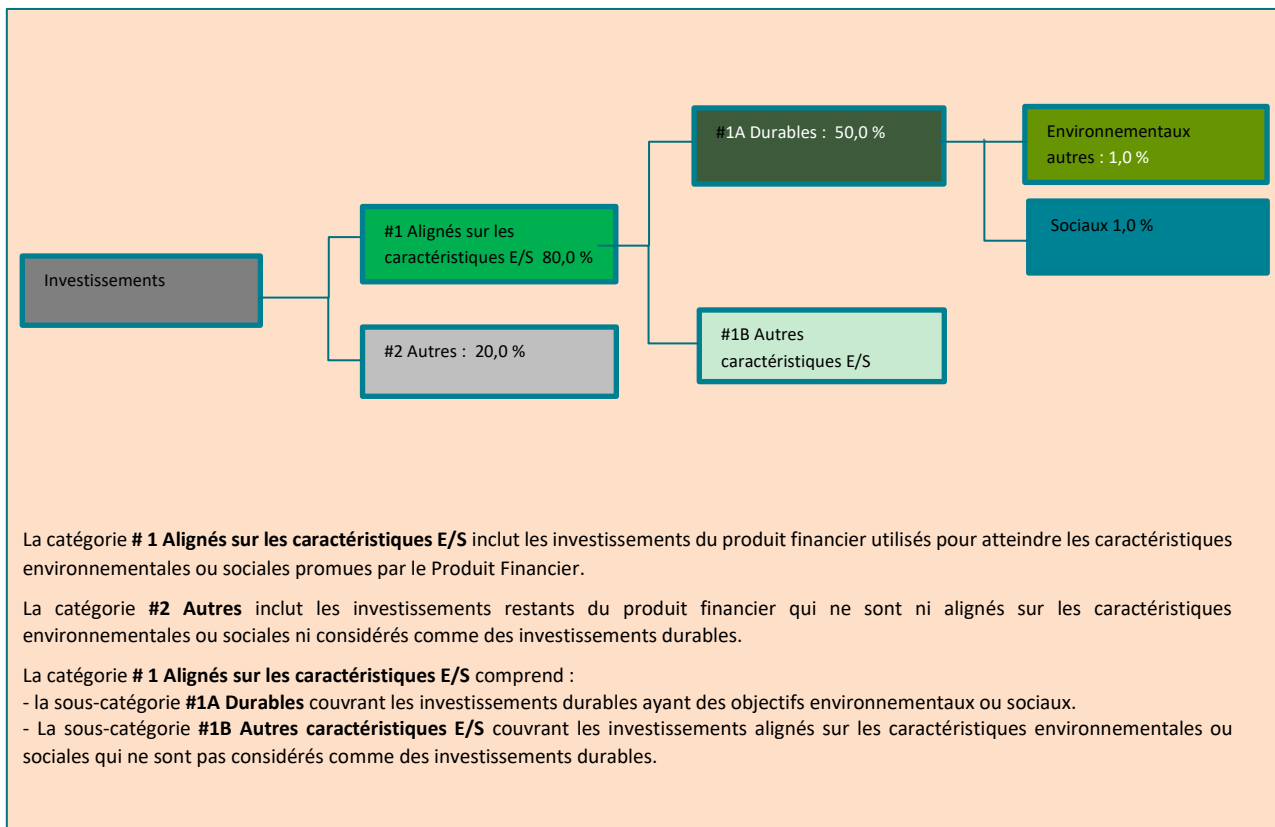 #1A Durables : 50,0 %
Environnementaux
autres : 1,0 %
#1 Alignés sur les
caractéristiques E/S 80,0 %
Sociaux 1,0 %
Investissements
#2 Autres : 20,0 %
#1B Autres
caractéristiques E/S
La catégorie # 1 Alignés sur les caractéristiques E/S inclut les investissements du produit financier utilisés pour atteindre les caractéristiques
environnementales ou sociales promues par le Produit Financier.
La catégorie #2 Autres inclut les investissements restants du produit financier qui ne sont ni alignés sur les caractéristiques
environnementales ou sociales ni considérés comme des investissements durables.
La catégorie # 1 Alignés sur les caractéristiques E/S comprend :
- la sous-catégorie #1A Durables couvrant les investissements durables ayant des objectifs environnementaux ou sociaux.
- La sous-catégorie #1B Autres caractéristiques E/S couvrant les investissements alignés sur les caractéristiques environnementales ou
sociales qui ne sont pas considérés comme des investissements durables.